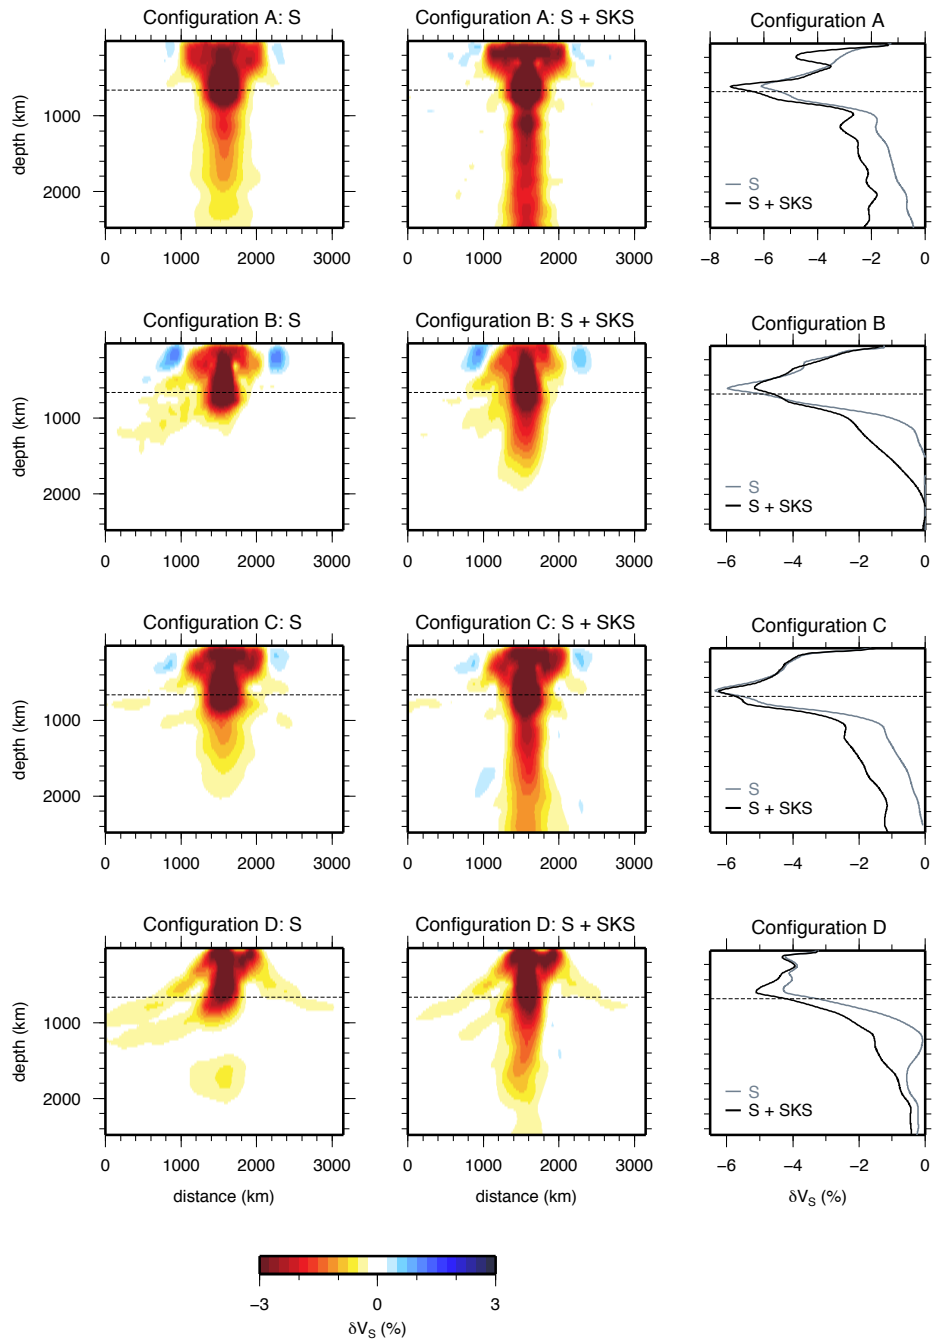 Configuration A: S
Configuration A: S + SKS
Configuration A
depth (km)
1000
2000
S
S + SKS
0 1000 2000 3000
0 1000 2000 3000
−8 −6 −4 −2 0
Configuration B: S
Configuration B: S + SKS
Configuration B
depth (km)
1000
2000
S
S + SKS
0 1000 2000 3000
0 1000 2000 3000
−6 −4 −2 0
Configuration C: S
Configuration C: S + SKS
Configuration C
depth (km)
1000
2000
S
S + SKS
0 1000 2000 3000
0 1000 2000 3000
−6 −4 −2 0
Configuration D: S
Configuration D: S + SKS
Configuration D
depth (km)
1000
2000
S
S + SKS
0 1000 2000 3000
0 1000 2000 3000
−6 −4 −2 0
distance (km)
distance (km)
δVS (%)
−3 0 3
δVS (%)